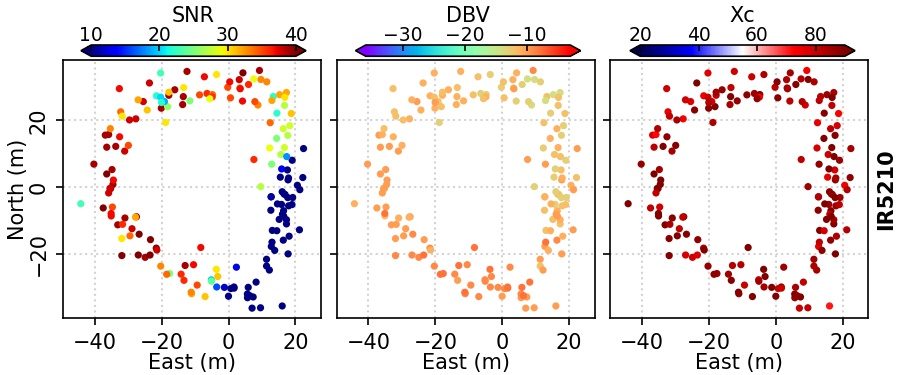 SNR DBV Xc
10 20 30 40 −30 −20 −10 20 40 60 80
North (m)
20
0
−20
−40 −20 0 20 −40 −20 0 20 −40 −20 0 20
East (m) East (m) East (m)
IR5210